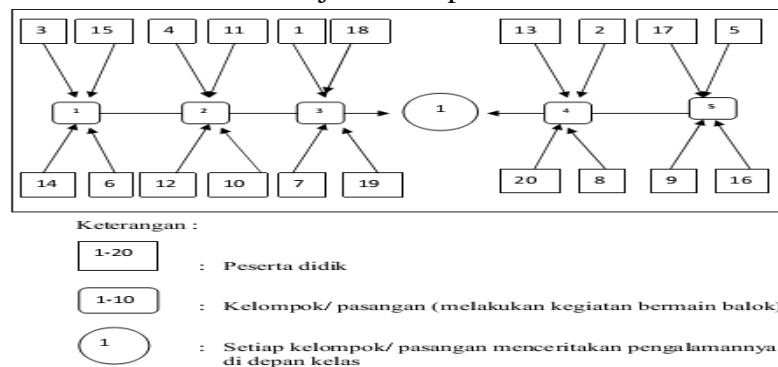 3 15 4 11 1 18 13 2 17 5
1 2 3 1 4 5
14 6 12 10 7 19 20 8 9 16
Keterangan :
1-20 : Peserta didik
1-10 : Kelompok/ pasangan (melakukan kegiatan bermain balok)
1 : Setiap kelompok/ pasangan menceritakan pengalamannya
di depan kelas